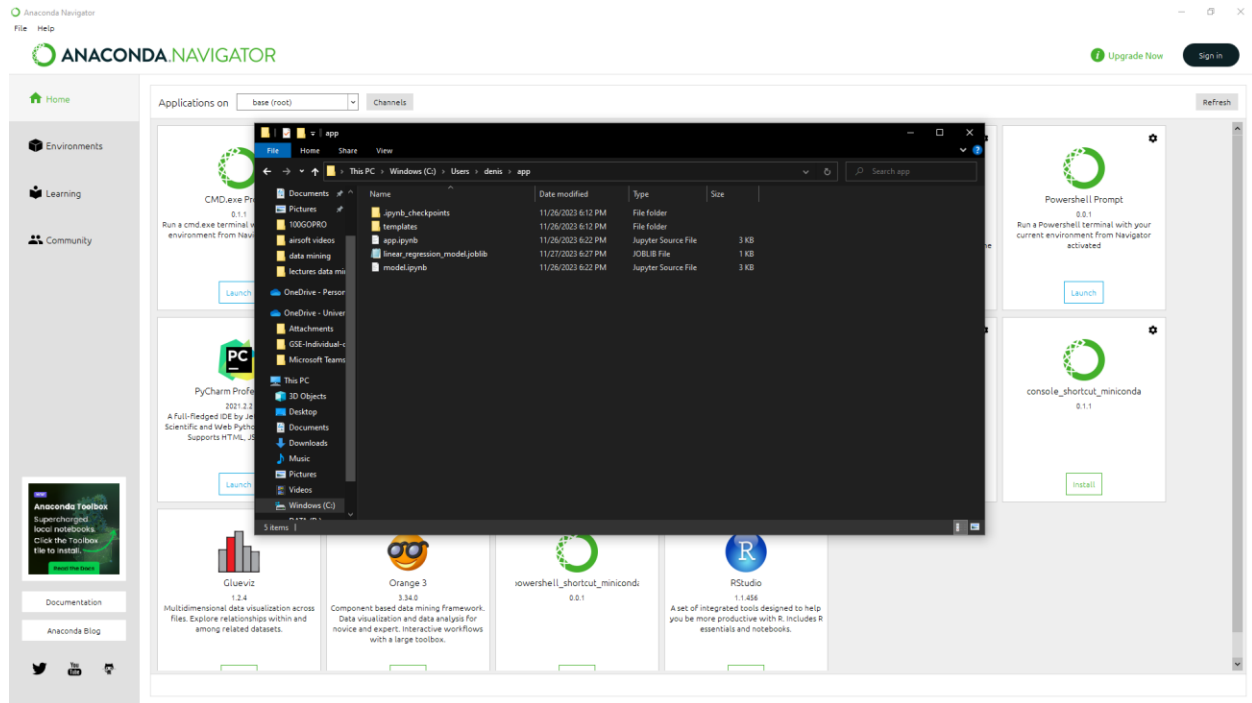 Anaconda Navigator
File Help
ANACONDA.NAVIGATOR
Upgrade Now
Sign in
Home
Environments
Learning
Community
Applications on
base (root)
Channels
Refresh
CMD.exe Pr
0.1.1
Run a cmd.exe terminal w
environment from Navi
Launch
Powershell Prompt
0.0.1
Run a Powershell terminal with your
current environment from Navigator
activated
Launch
PC
PyCharm Profe
2021.2.2
A full-fledged IDE by Je
Scientific and Web Pytho
Supports HTML, JS
Launch
console_shortcut_miniconda
0.1.1
Install
app
File Home Share View
This PC › Windows (C:) › Users › denis › app
Search app
Name Date modified Type Size
.ipynb_checkpoints 11/26/2023 6:12 PM File folder
templates 11/26/2023 6:12 PM File folder
app.ipynb 11/26/2023 6:22 PM Jupyter Source File 3 KB
linear_regression_model.joblib 11/27/2023 6:27 PM JOBLIB File 1 KB
model.ipynb 11/26/2023 6:22 PM Jupyter Source File 3 KB
Documents
Pictures
100GOPRO
airsoft videos
data mining
lectures data mi
OneDrive - Person
OneDrive - Univer
Attachments
GSE-Individual-c
Microsoft Teams
This PC
3D Objects
Desktop
Documents
Downloads
Music
Pictures
Videos
Windows (C:)
5 items
NEW
Anaconda Toolbox
Supercharged
local notebooks.
Click the Toolbox
tile to install.
Read the Docs
Documentation
Anaconda Blog
You
Tube
Glueviz
1.2.4
Multidimensional data visualization across
files. Explore relationships within and
among related datasets.
Orange 3
3.34.0
Component based data mining framework.
Data visualization and data analysis for
novice and expert. Interactive workflows
with a large toolbox.
powershell_shortcut_miniconda
0.0.1
R
RStudio
1.1.456
A set of integrated tools designed to help
you be more productive with R. Includes R
essentials and notebooks.